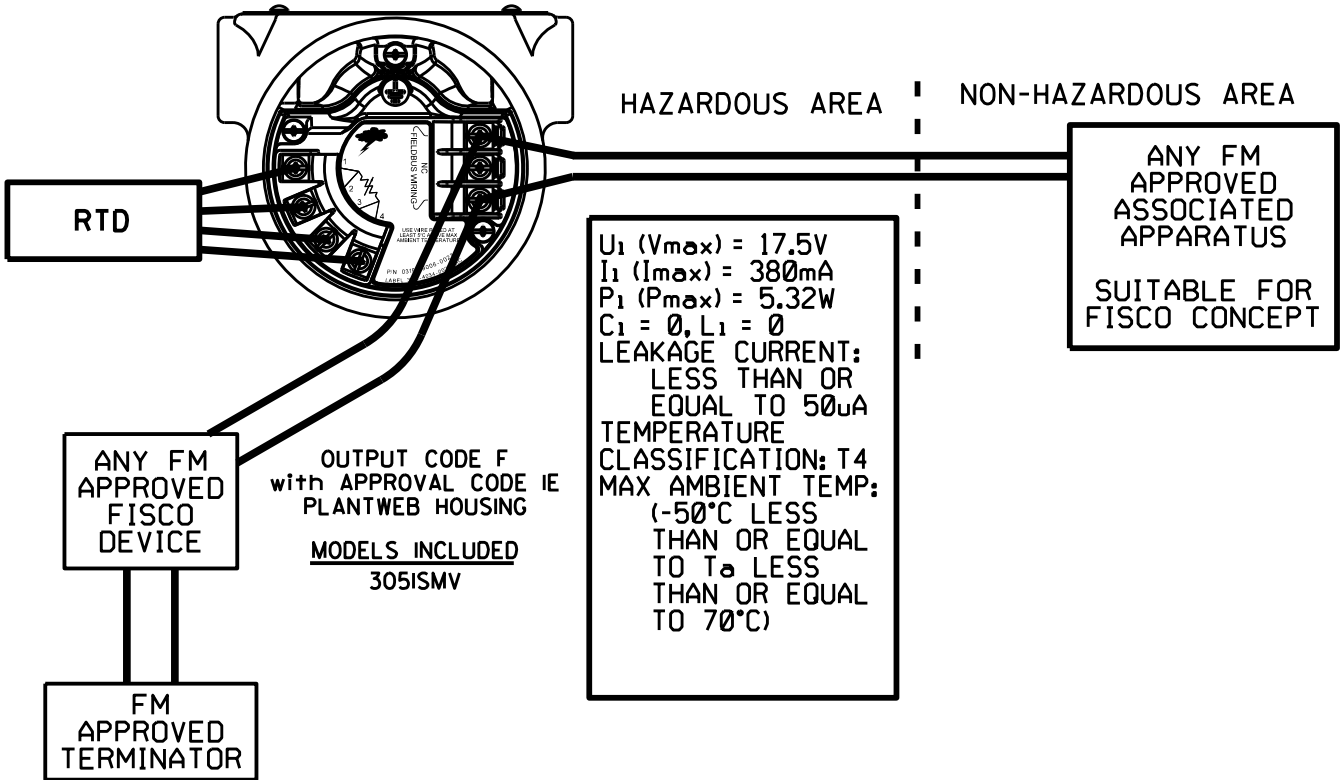 HAZARDOUS AREA
NON-HAZARDOUS AREA
ANY FM
APPROVED
ASSOCIATED
APPARATUS
SUITABLE FOR
FISCO CONCEPT
RTD
1
2
3
4
NC
FIELDBUS WIRING
USE WIRE RATED AT
LEAST 5°C ABOVE MAX
AMBIENT TEMPERATURE
P/N
LABEL
U₁ (Vmax) = 17.5V
I₁ (Imax) = 380mA
P₁ (Pmax) = 5.32W
C₁ = 0, L₁ = 0
LEAKAGE CURRENT:
LESS THAN OR
EQUAL TO 50uA
TEMPERATURE
CLASSIFICATION: T4
MAX AMBIENT TEMP:
(-50°C LESS
THAN OR EQUAL
TO Ta LESS
THAN OR EQUAL
TO 70°C)
ANY FM
APPROVED
FISCO
DEVICE
OUTPUT CODE F
with APPROVAL CODE IE
PLANTWEB HOUSING
MODELS INCLUDED
3051SMV
FM
APPROVED
TERMINATOR